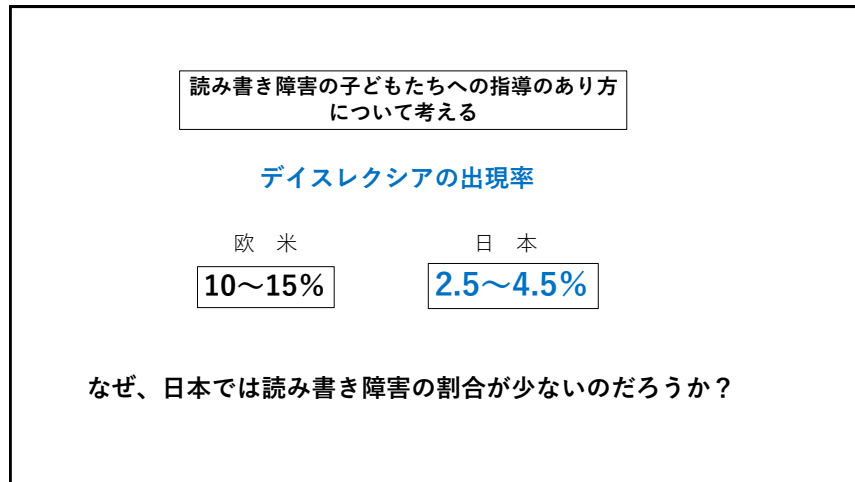 読み書き障害の子どもたちへの指導のあり方
について考える
デイスレクシアの出現率
欧　米　　　　日　本
10～15%　　　　2.5～4.5%
なぜ、日本では読み書き障害の割合が少ないのだろうか？